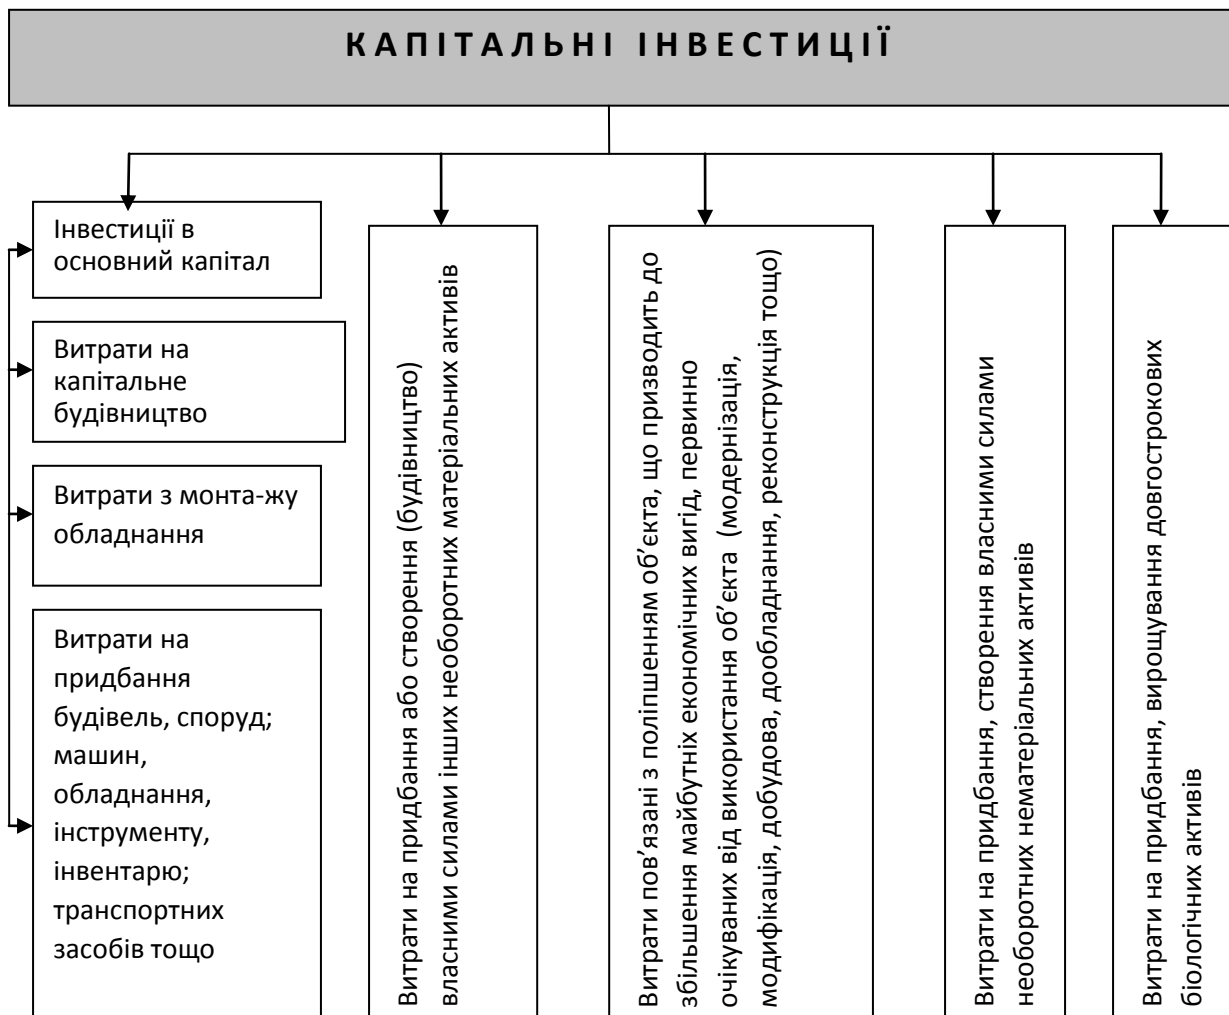 КАПІТАЛЬНІ ІНВЕСТИЦІЇ
Інвестиції в
основний капітал
Витрати на
капітальне
будівництво
Витрати з монта-жу
обладнання
Витрати на
придбання
будівель, споруд;
машин,
обладнання,
інструменту,
інвентарю;
транспортних
засобів тощо
Витрати на придбання або створення (будівництво)
власними силами інших необоротних матеріальних активів
Витрати пов’язані з поліпшенням об’єкта, що призводить до
збільшення майбутніх економічних вигід, первинно
очікуваних від використання об’єкта (модернізація,
модифікація, добудова, дообладнання, реконструкція тощо)
Витрати на придбання, створення власними силами
необоротних нематеріальних активів
Витрати на придбання, вирощування довгострокових
біологічних активів